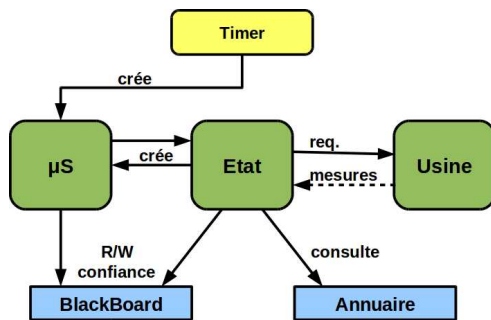 Timer
crée
µS
crée
Etat
req.
mesures
Usine
R/W
confiance
consulte
BlackBoard
Annuaire